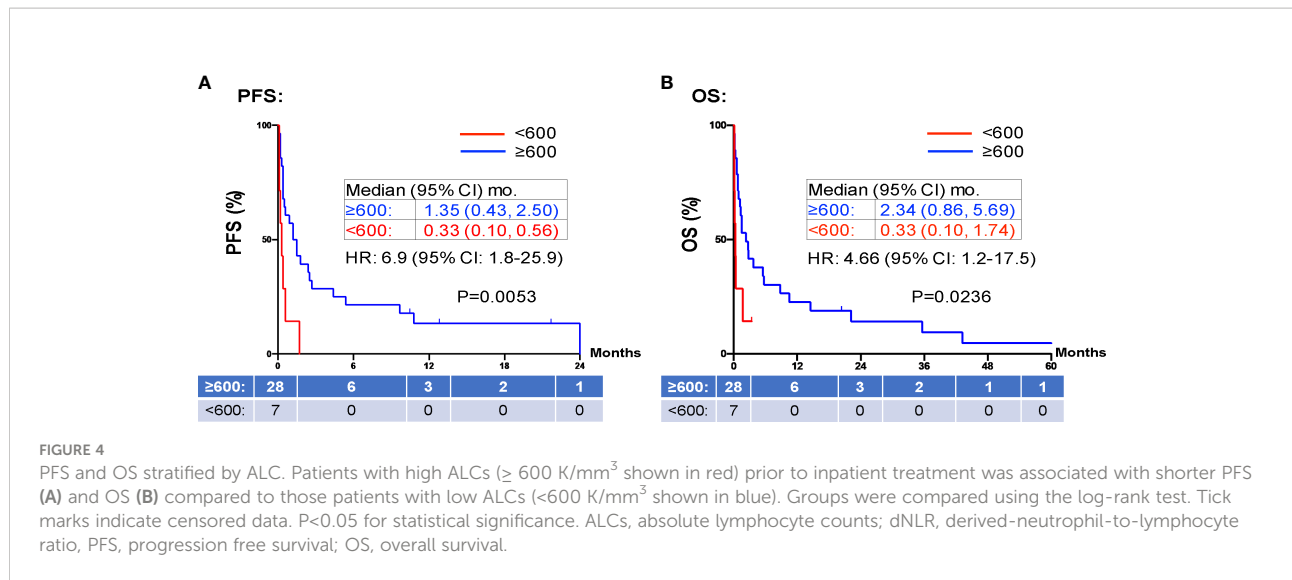 A
PFS:
<600
≥600
Median (95% CI) mo.
≥600: 1.35 (0.43, 2.50)
<600: 0.33 (0.10, 0.56)
HR: 6.9 (95% CI: 1.8-25.9)
P=0.0053
PFS (%)
100
50
0
0 6 12 18 24
Months
≥600: 28 6 3 2 1
<600: 7 0 0 0 0
B
OS:
<600
≥600
Median (95% CI) mo.
≥600: 2.34 (0.86, 5.69)
<600: 0.33 (0.10, 1.74)
HR: 4.66 (95% CI: 1.2-17.5)
P=0.0236
OS (%)
100
50
0
0 12 24 36 48 60
Months
≥600: 28 6 3 2 1 1
<600: 7 0 0 0 0 0
FIGURE 4
PFS and OS stratified by ALC. Patients with high ALCs (≥ 600 K/mm³ shown in red) prior to inpatient treatment was associated with shorter PFS
(A) and OS (B) compared to those patients with low ALCs (<600 K/mm³ shown in blue). Groups were compared using the log-rank test. Tick
marks indicate censored data. P<0.05 for statistical significance. ALCs, absolute lymphocyte counts; dNLR, derived-neutrophil-to-lymphocyte
ratio, PFS, progression free survival; OS, overall survival.